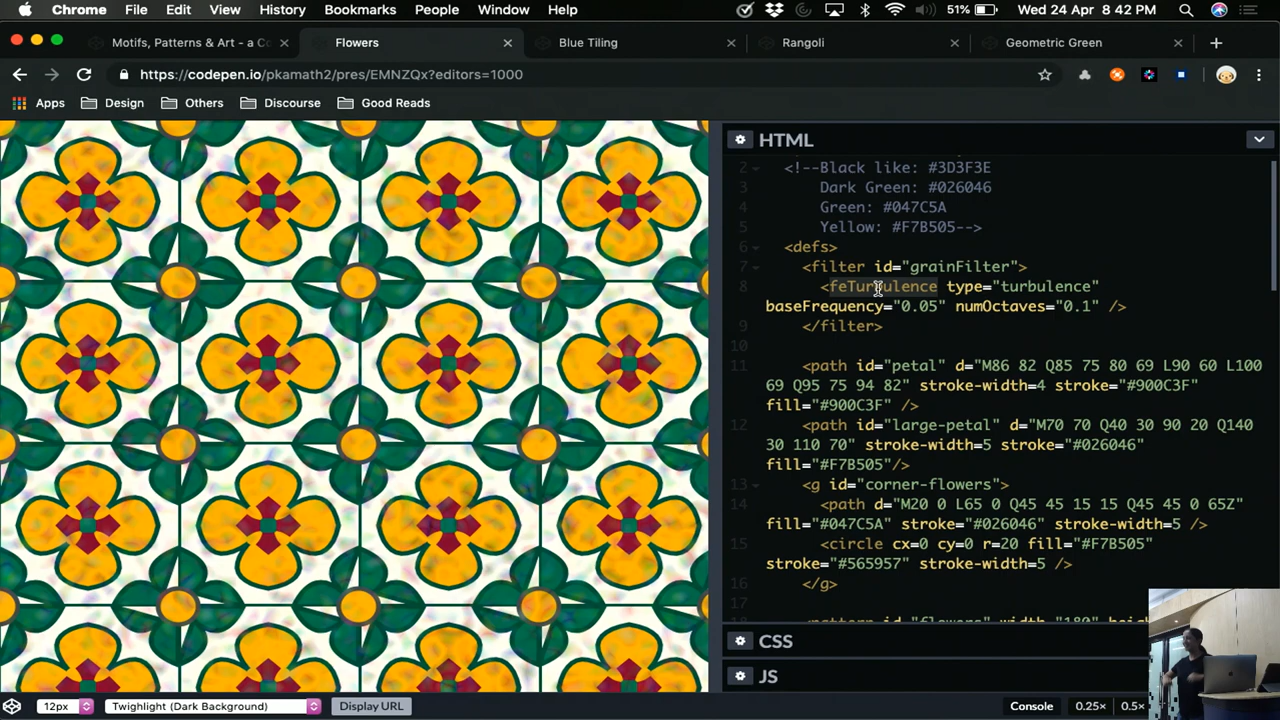 Chrome File Edit View History Bookmarks People Window Help 51% Wed 24 Apr 8:42 PM
Motifs, Patterns & Art - a Co
Flowers
Blue Tiling
Rangoli
Geometric Green
https://codepen.io/pkamath2/pres/EMNZQx?editors=1000
Apps Design Others Discourse Good Reads
HTML
2 <!--Black like: #3D3F3E
3 Dark Green: #026046
4 Green: #047C5A
5 Yellow: #F7B505-->
6 <defs>
7 <filter id="grainFilter">
8 <feTurbulence type="turbulence"
baseFrequency="0.05" numOctaves="0.1" />
9 </filter>
10
11 <path id="petal" d="M86 82 Q85 75 80 69 L90 60 L100
69 Q95 75 94 82" stroke-width=4 stroke="#900C3F"
fill="#900C3F" />
12 <path id="large-petal" d="M70 70 Q40 30 90 20 Q140
30 110 70" stroke-width=5 stroke="#026046"
fill="#F7B505"/>
13 <g id="corner-flowers">
14 <path d="M20 0 L65 0 Q45 45 15 15 Q45 45 0 65Z"
fill="#047C5A" stroke="#026046" stroke-width=5 />
15 <circle cx=0 cy=0 r=20 fill="#F7B505"
stroke="#565957" stroke-width=5 />
16 </g>
17
CSS
JS
12px Twighlight (Dark Background) Display URL Console 0.25× 0.5×